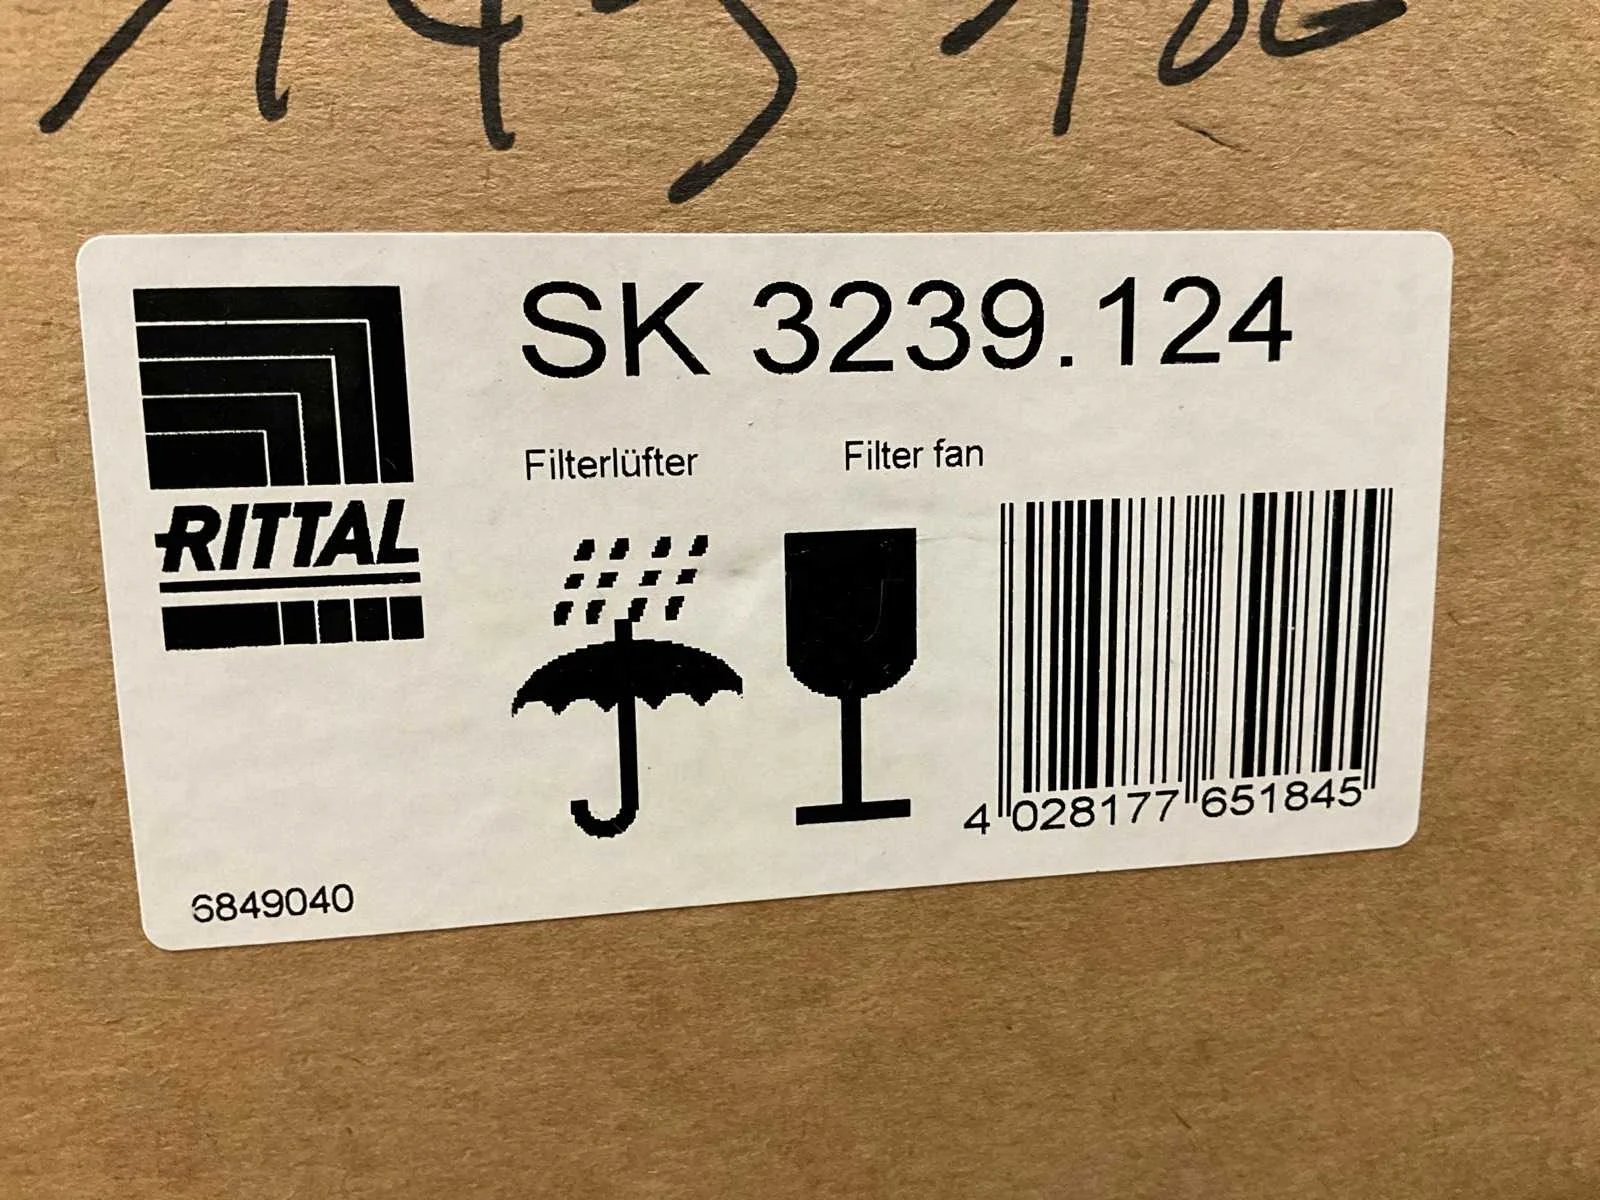 SK 3239.124
Filterlüfter Filter fan
RITTAL
4 028177 651845
6849040